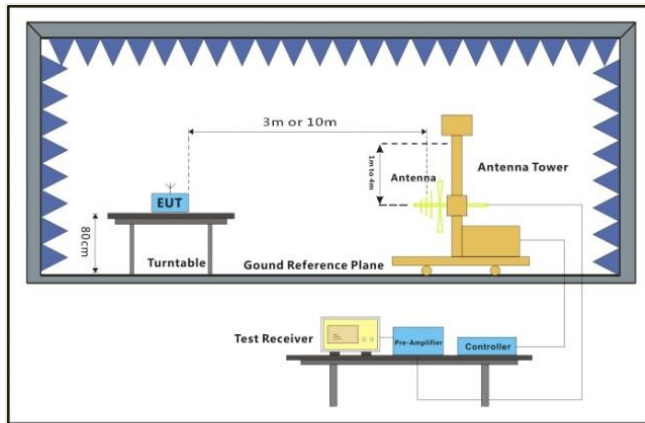 3m or 10m
1m to 4m
Antenna
Antenna Tower
EUT
80cm
Turntable
Gound Reference Plane
Test Receiver
Pre-Amplifier
Controller